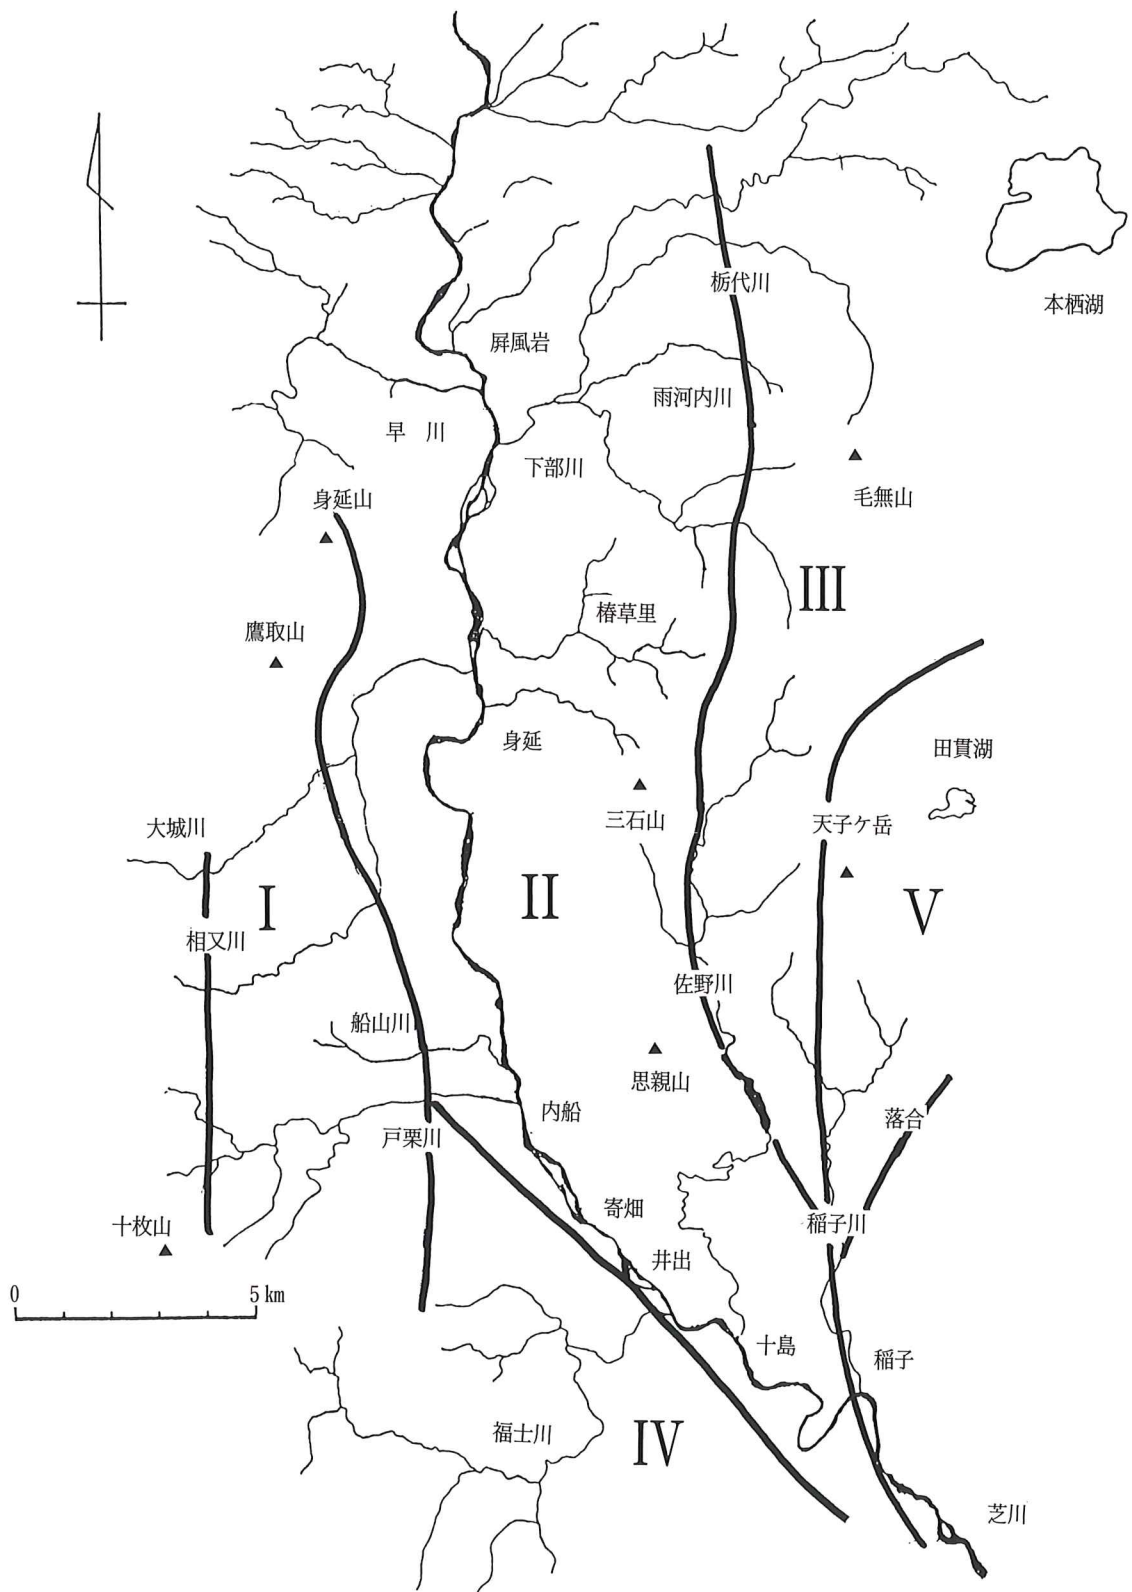 栃代川
本栖湖
屏風岩
雨河内川
早 川
下部川
身延山
毛無山
III
椿草里
鷹取山
身延
田貫湖
三石山
大城川
天子ケ岳
I
II
V
相又川
佐野川
船山川
思親山
内船
落合
戸栗川
寄畑
稲子川
十枚山
井出
0
5 km
十島
稲子
福士川
IV
芝川